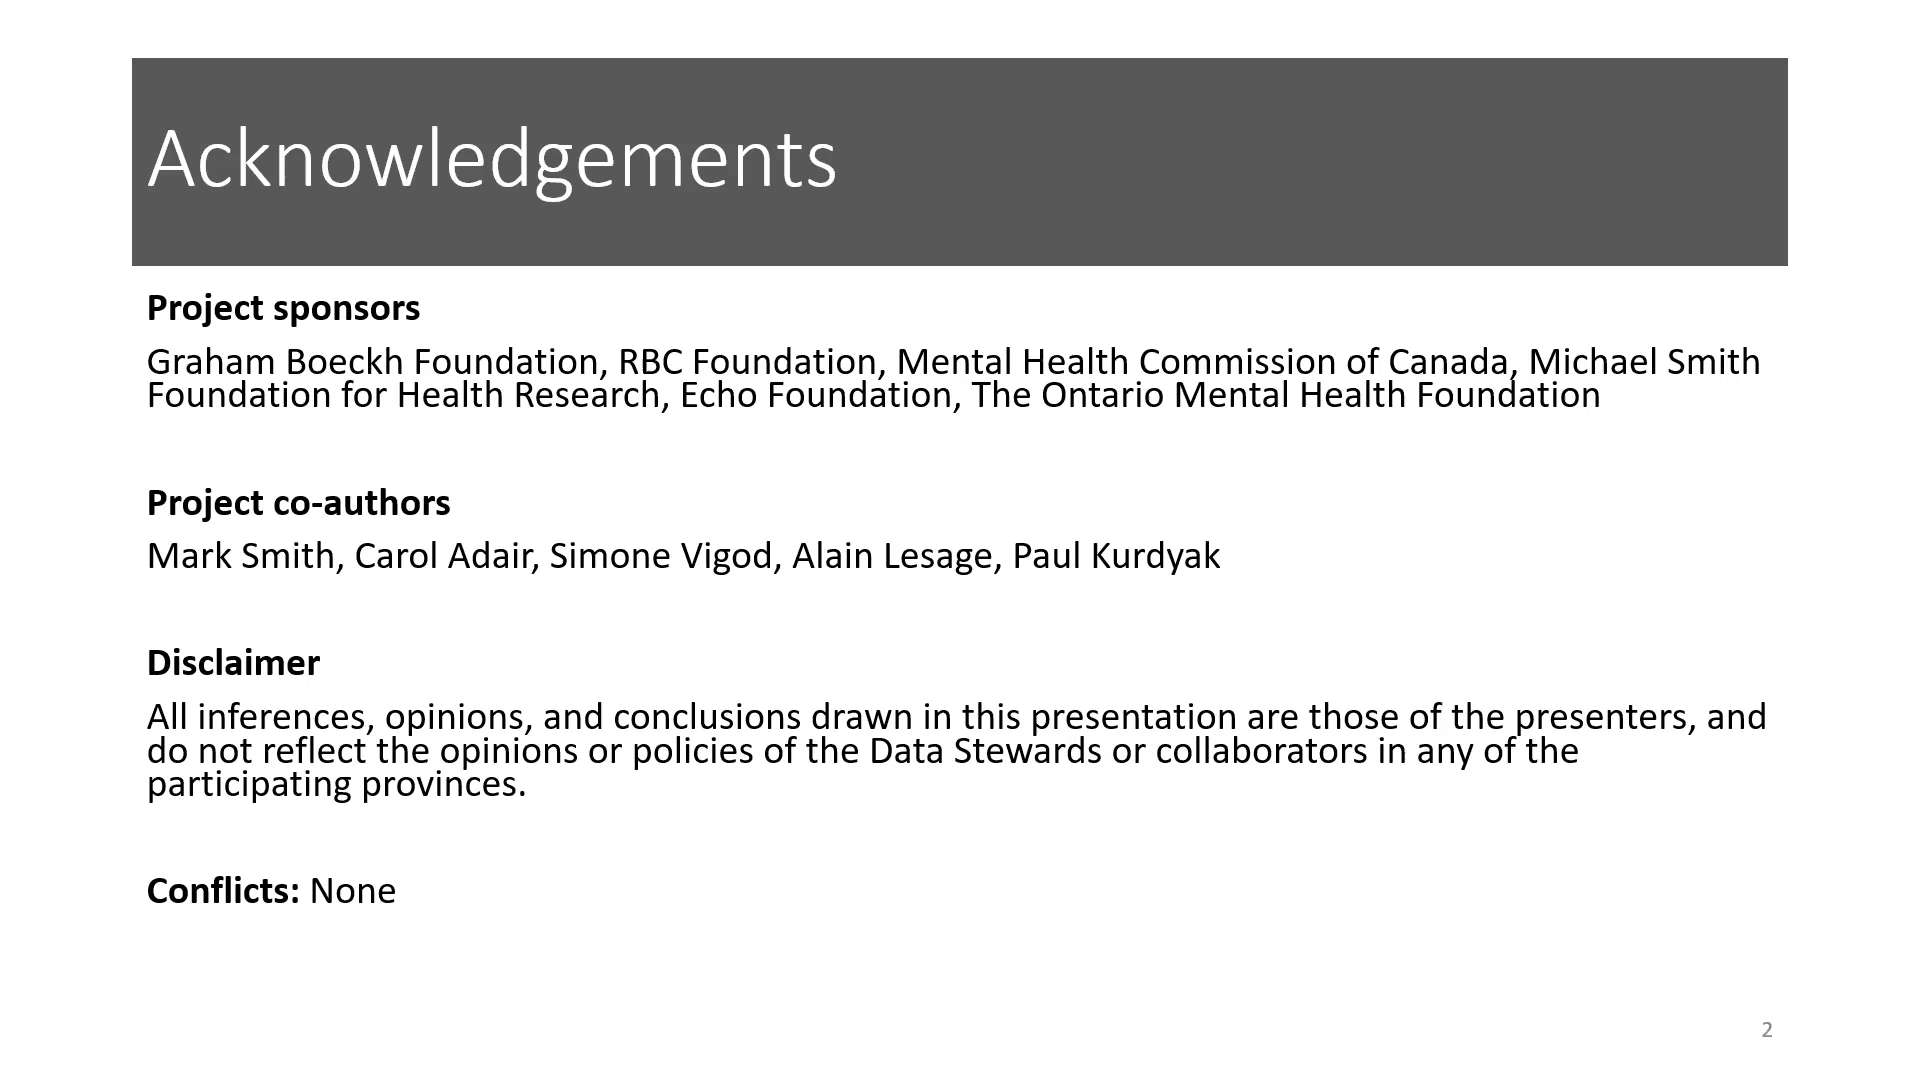 Acknowledgements
Project sponsors
Graham Boeckh Foundation, RBC Foundation, Mental Health Commission of Canada, Michael Smith
Foundation for Health Research, Echo Foundation, The Ontario Mental Health Foundation
Project co-authors
Mark Smith, Carol Adair, Simone Vigod, Alain Lesage, Paul Kurdyak
Disclaimer
All inferences, opinions, and conclusions drawn in this presentation are those of the presenters, and
do not reflect the opinions or policies of the Data Stewards or collaborators in any of the
participating provinces.
Conflicts: None
2